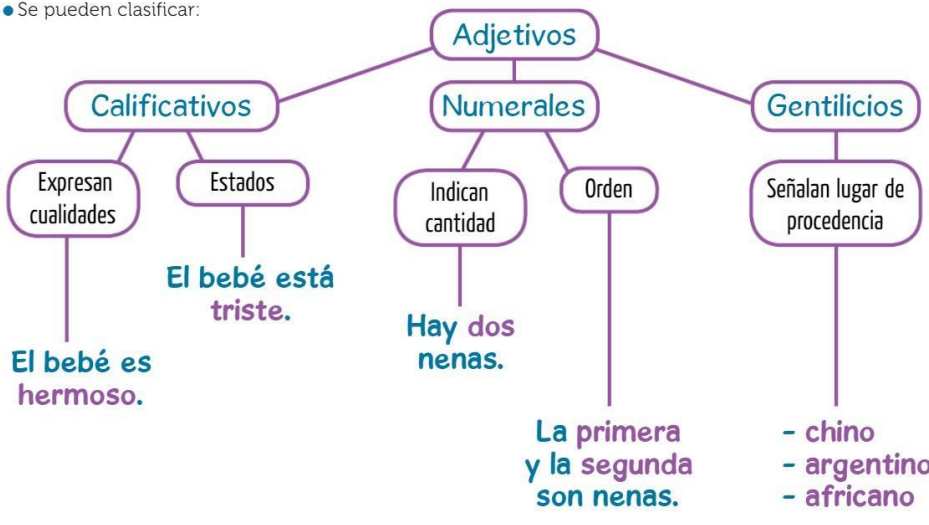 ● Se pueden clasificar:
Adjetivos
Calificativos
Numerales
Gentilicios
Expresan
cualidades
Estados
Indican
cantidad
Orden
Señalan lugar de
procedencia
El bebé está
triste.
El bebé es
hermoso.
Hay dos
nenas.
La primera
y la segunda
son nenas.
- chino
- argentino
- africano